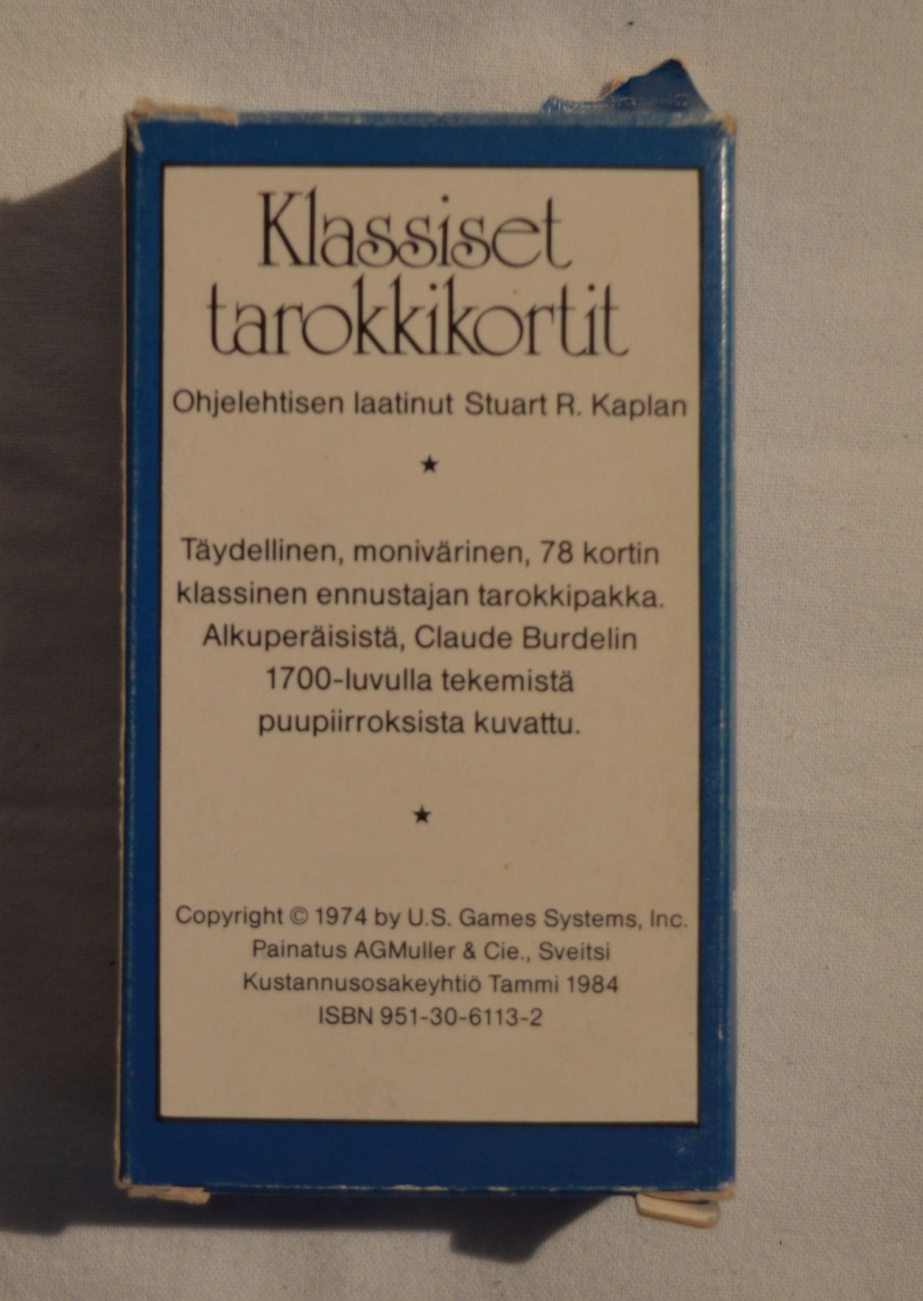 Klassiset
tarokkikortit
Ohjelehtisen laatinut Stuart R. Kaplan
★
Täydellinen, monivärinen, 78 kortin
klassinen ennustajan tarokkipakka.
Alkuperäisistä, Claude Burdelin
1700-luvulla tekemistä
puupiirroksista kuvattu.
★
Copyright © 1974 by U.S. Games Systems, Inc.
Painatus AGMuller & Cie., Sveitsi
Kustannusosakeyhtiö Tammi 1984
ISBN 951-30-6113-2